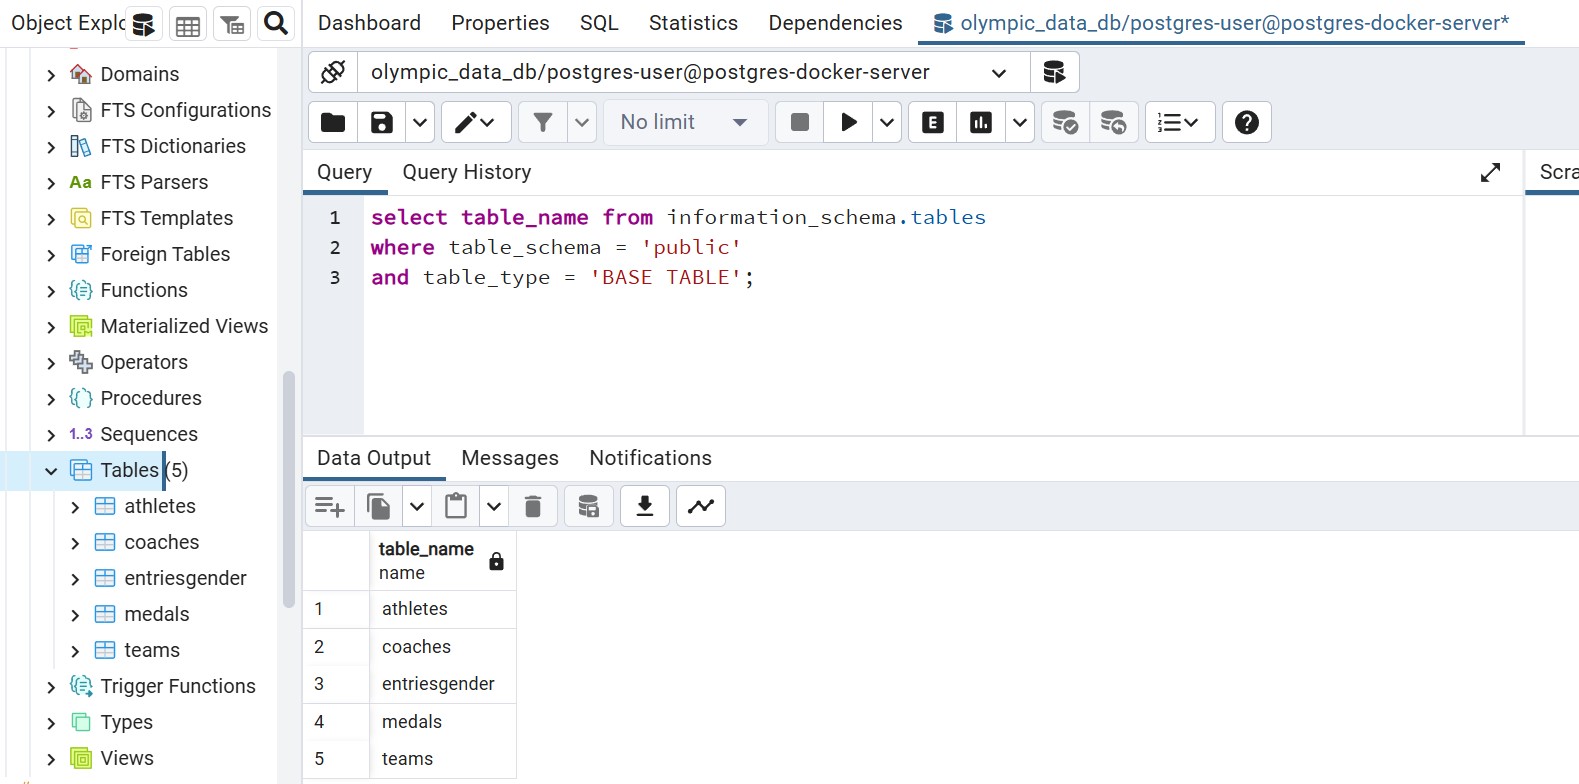 Object Explo
Dashboard Properties SQL Statistics Dependencies olympic_data_db/postgres-user@postgres-docker-server*
olympic_data_db/postgres-user@postgres-docker-server
No limit
E
Query Query History
Scra
1 select table_name from information_schema.tables
2 where table_schema = 'public'
3 and table_type = 'BASE TABLE';
Domains
FTS Configurations
FTS Dictionaries
Aa FTS Parsers
FTS Templates
Foreign Tables
Functions
Materialized Views
Operators
Procedures
1..3 Sequences
Tables (5)
athletes
coaches
entriesgender
medals
teams
Trigger Functions
Types
Views
Data Output Messages Notifications
table_name
name
1 athletes
2 coaches
3 entriesgender
4 medals
5 teams